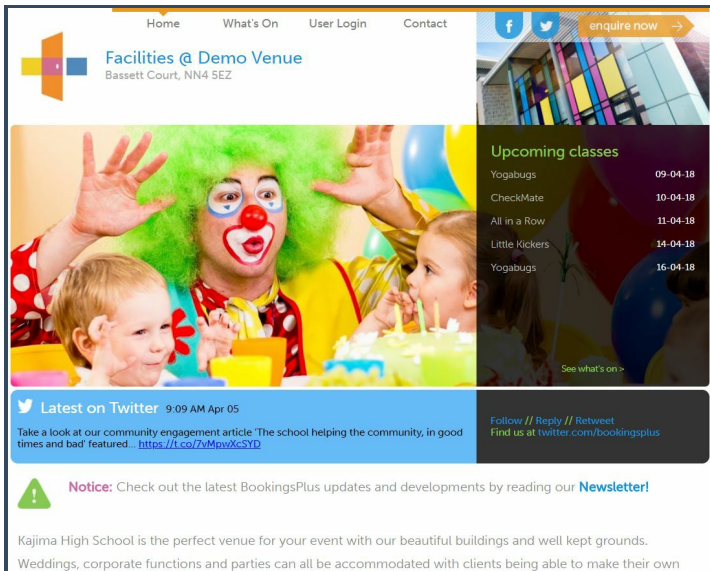 Home What's On User Login Contact
enquire now
Facilities @ Demo Venue
Bassett Court, NN4 5EZ
Upcoming classes
Yogabugs 09-04-18
CheckMate 10-04-18
All in a Row 11-04-18
Little Kickers 14-04-18
Yogabugs 16-04-18
See what's on >
Latest on Twitter 9:09 AM Apr 05
Take a look at our community engagement article 'The school helping the community, in good
times and bad' featured... https://t.co/7vMpwXcSYD
Follow // Reply // Retweet
Find us at twitter.com/bookingsplus
Notice: Check out the latest BookingsPlus updates and developments by reading our Newsletter!
Kajima High School is the perfect venue for your event with our beautiful buildings and well kept grounds.
Weddings, corporate functions and parties can all be accommodated with clients being able to make their own